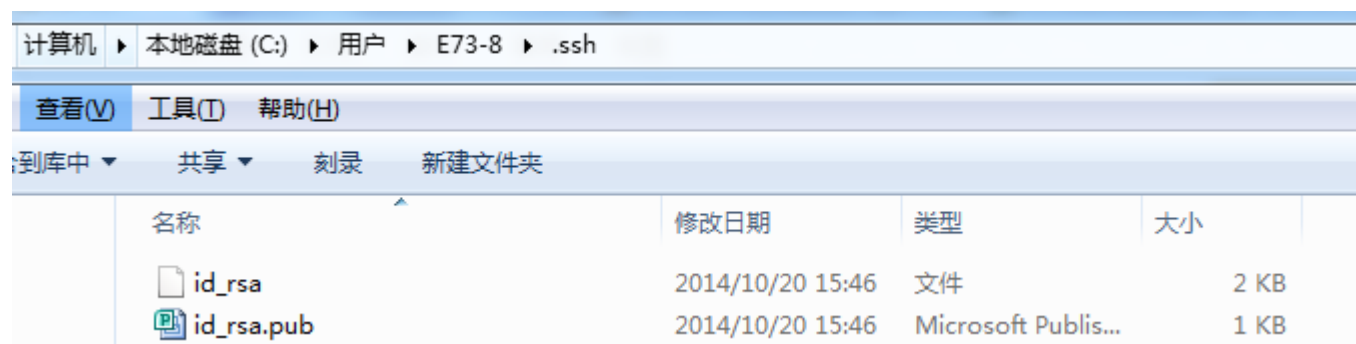 计算机 ▸ 本地磁盘 (C:) ▸ 用户 ▸ E73-8 ▸ .ssh
查看(V) 工具(T) 帮助(H)
到库中 ▼ 共享 ▼ 刻录 新建文件夹
名称 修改日期 类型 大小
id_rsa 2014/10/20 15:46 文件 2 KB
id_rsa.pub 2014/10/20 15:46 Microsoft Publis... 1 KB